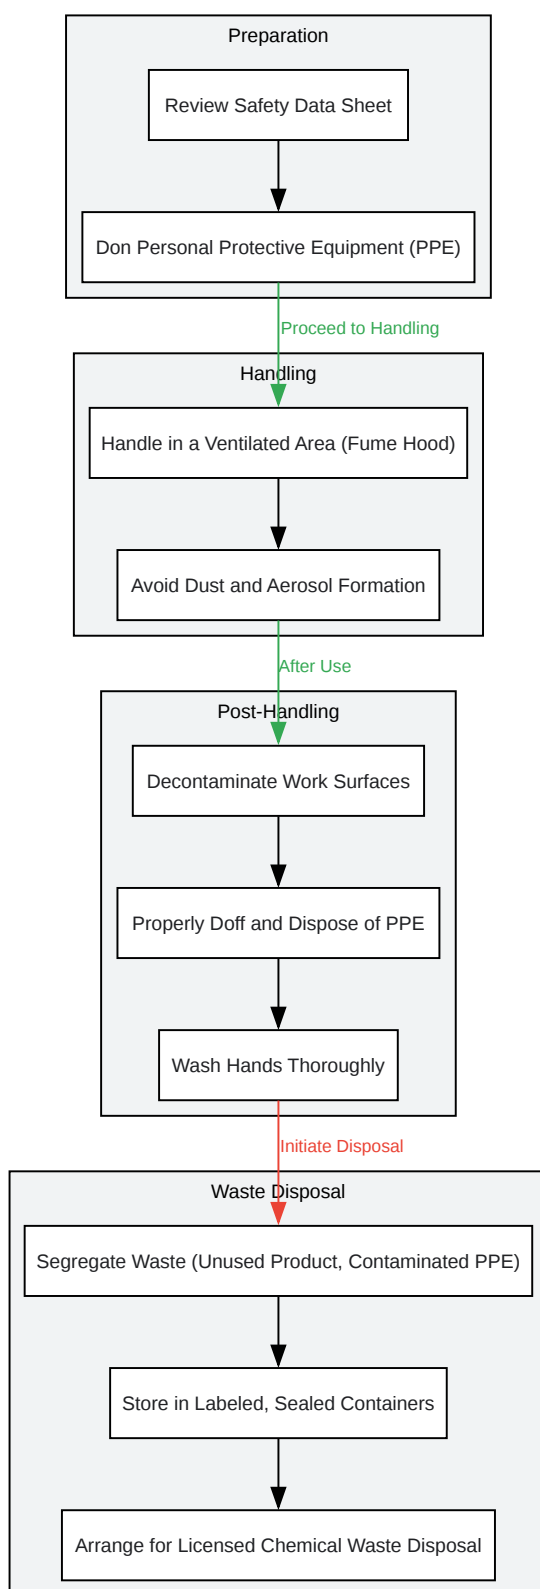 Preparation
Review Safety Data Sheet
Don Personal Protective Equipment (PPE)
Proceed to Handling
Handling
Handle in a Ventilated Area (Fume Hood)
Avoid Dust and Aerosol Formation
After Use
Post-Handling
Decontaminate Work Surfaces
Properly Doff and Dispose of PPE
Wash Hands Thoroughly
Initiate Disposal
Waste Disposal
Segregate Waste (Unused Product, Contaminated PPE)
Store in Labeled, Sealed Containers
Arrange for Licensed Chemical Waste Disposal